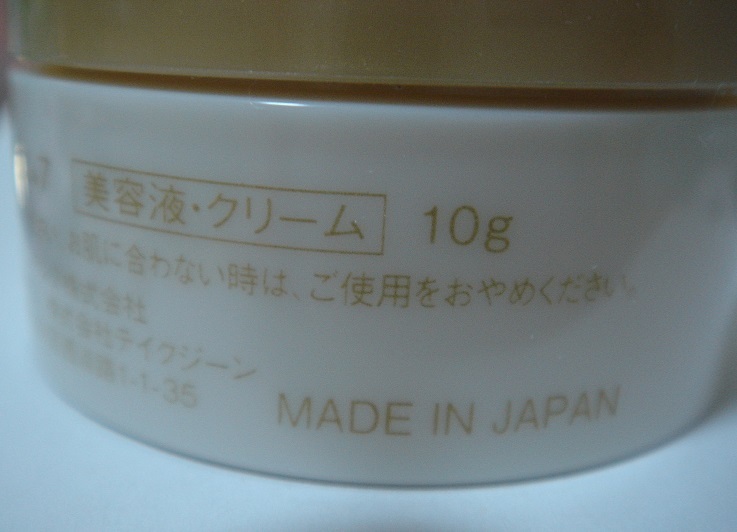 美容液・クリーム 10g
お肌に合わない時は、ご使用をおやめください。
株式会社
株式会社テイクジーン
1-1-35
MADE IN JAPAN